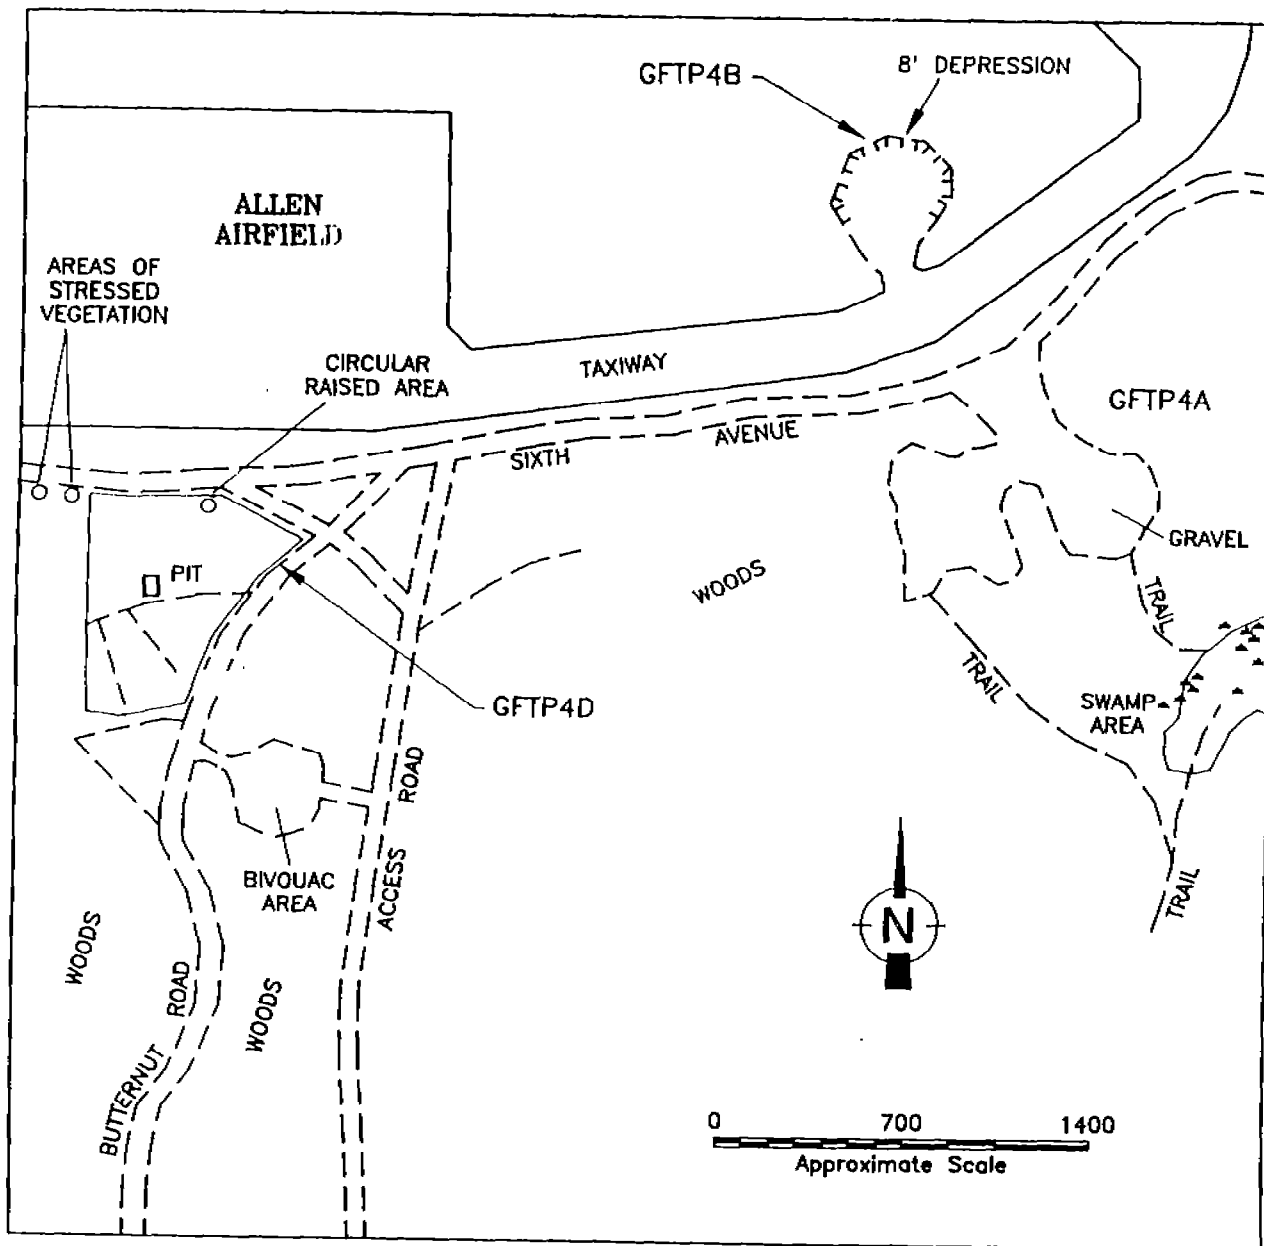 GFTP4B
8' DEPRESSION
ALLEN
AIRFIELD
AREAS OF
STRESSED
VEGETATION
CIRCULAR
RAISED AREA
TAXIWAY
GFTP4A
SIXTH
AVENUE
GRAVEL
PIT
WOODS
TRAIL
TRAIL
GFTP4D
SWAMP
AREA
ROAD
BIVOUAC
AREA
ACCESS
TRAIL
N
WOODS
ROAD
WOODS
BUTTERNUT
0 700 1400
Approximate Scale